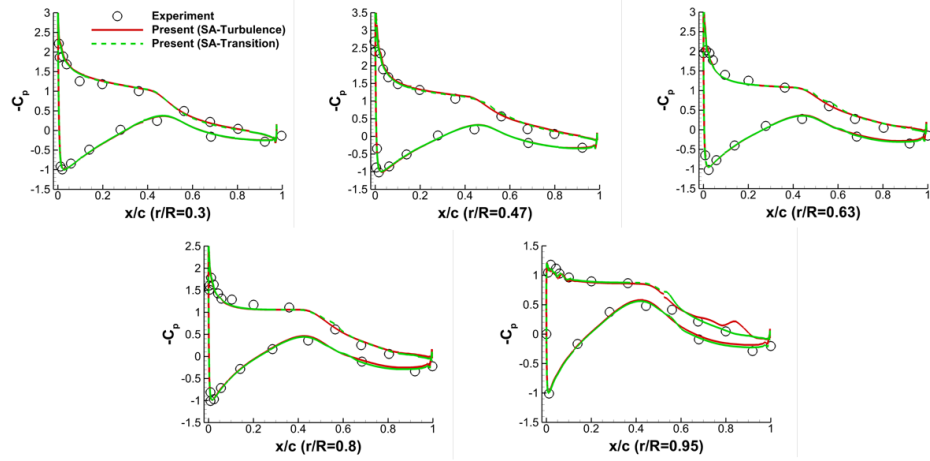 Experiment
Present (SA-Turbulence)
Present (SA-Transition)
3
2.5
2
1.5
1
0.5
0
-0.5
-1
-1.5
-Cp
0 0.2 0.4 0.6 0.8 1
x/c (r/R=0.3)
3.5
3
2.5
2
1.5
1
0.5
0
-0.5
-1
-1.5
-Cp
0 0.2 0.4 0.6 0.8 1
x/c (r/R=0.47)
3
2.5
2
1.5
1
0.5
0
-0.5
-1
-1.5
-Cp
0 0.2 0.4 0.6 0.8 1
x/c (r/R=0.63)
2.5
2
1.5
1
0.5
0
-0.5
-1
-1.5
-Cp
0 0.2 0.4 0.6 0.8 1
x/c (r/R=0.8)
1.5
1
0.5
0
-0.5
-1
-1.5
-Cp
0 0.2 0.4 0.6 0.8 1
x/c (r/R=0.95)